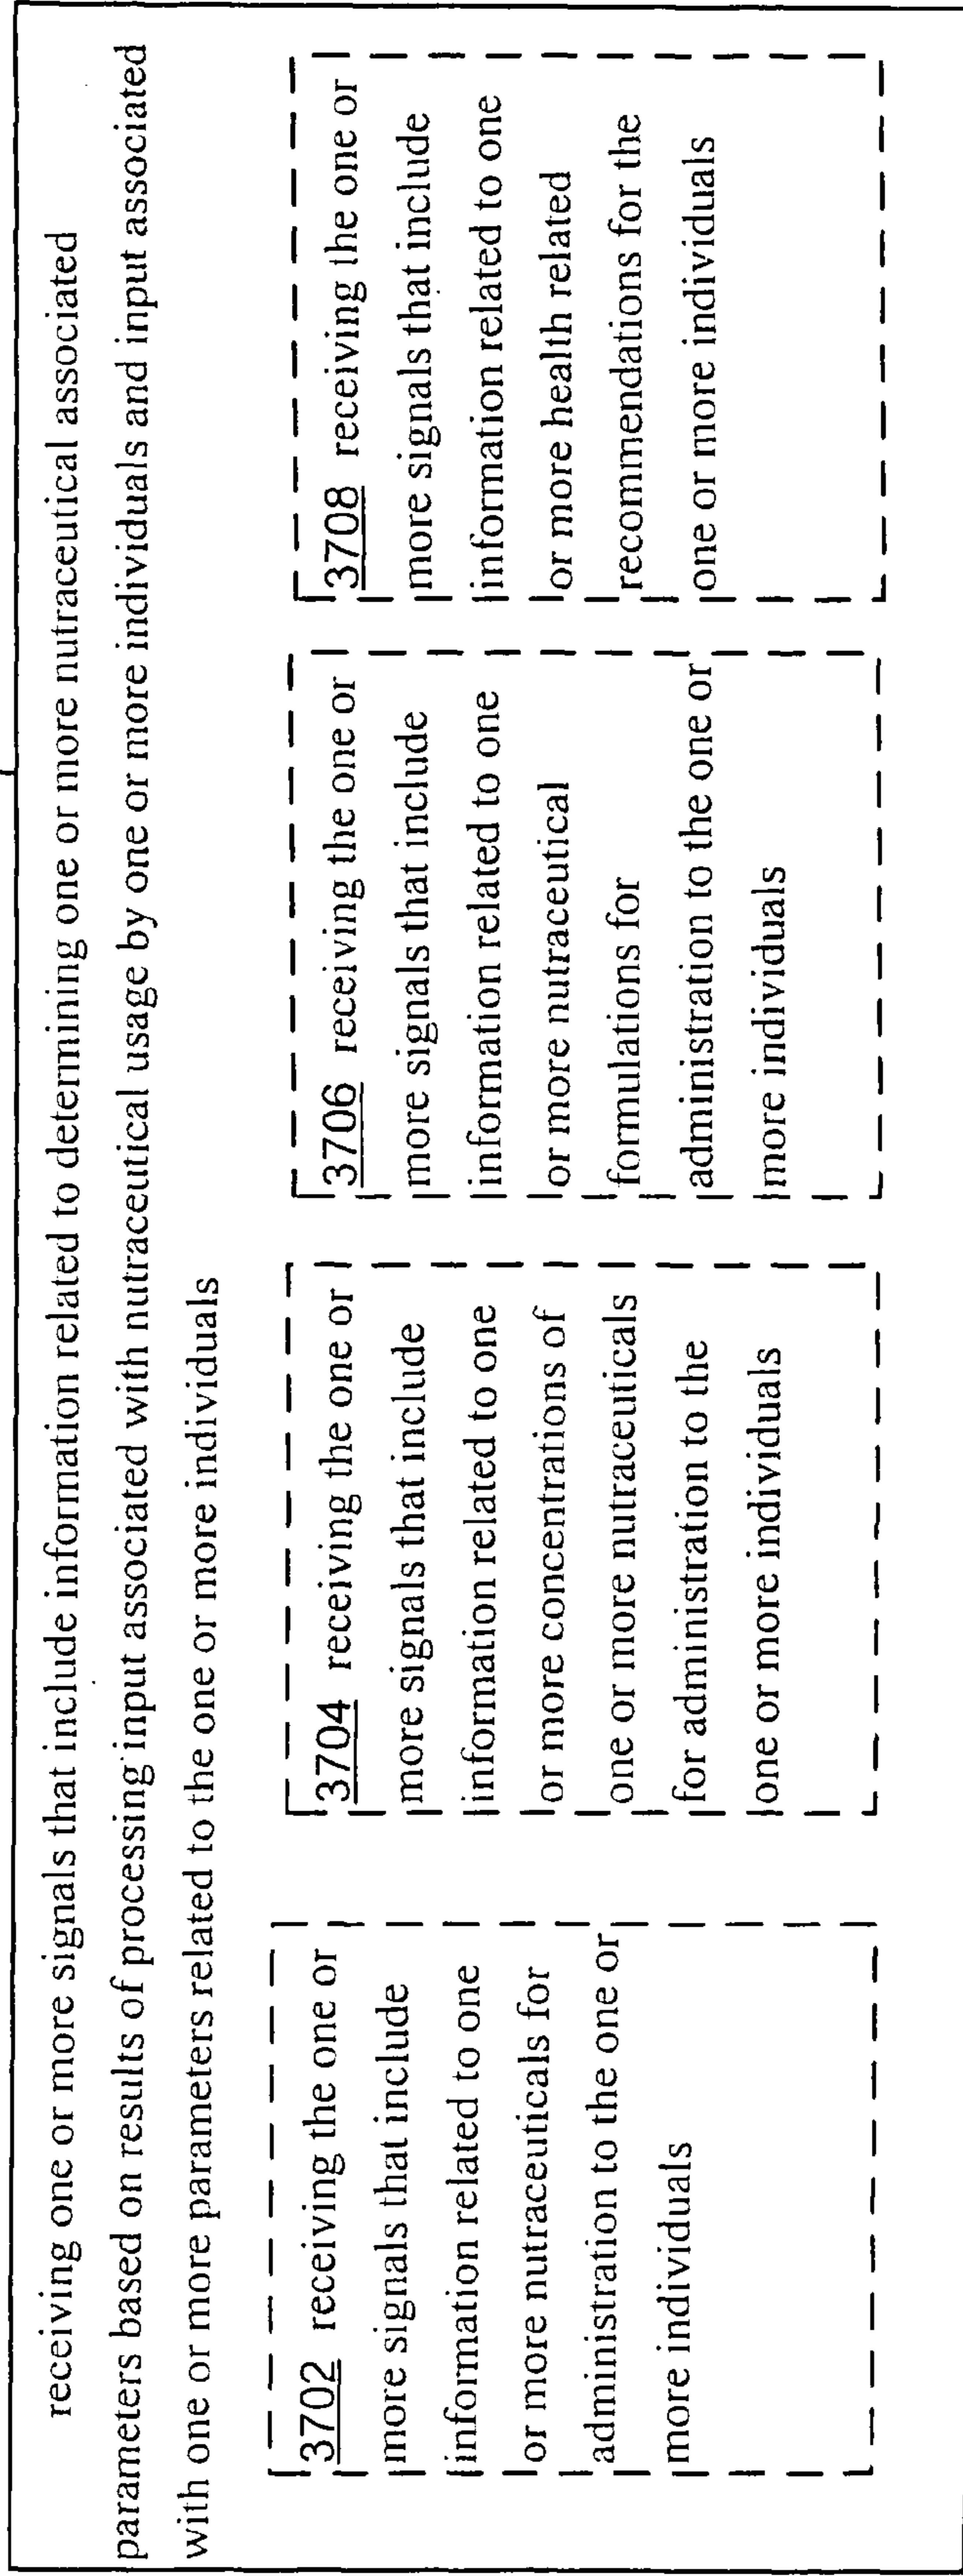 receiving one or more signals that include information related to determining one or more nutraceutical associated
parameters based on results of processing input associated with nutraceutical usage by one or more individuals and input associated
with one or more parameters related to the one or more individuals
3702 receiving the one or
more signals that include
information related to one
or more nutraceuticals for
administration to the one or
more individuals
3704 receiving the one or
more signals that include
information related to one
or more concentrations of
one or more nutraceuticals
for administration to the
one or more individuals
3706 receiving the one or
more signals that include
information related to one
or more nutraceutical
formulations for
administration to the one or
more individuals
3708 receiving the one or
more signals that include
information related to one
or more health related
recommendations for the
one or more individuals